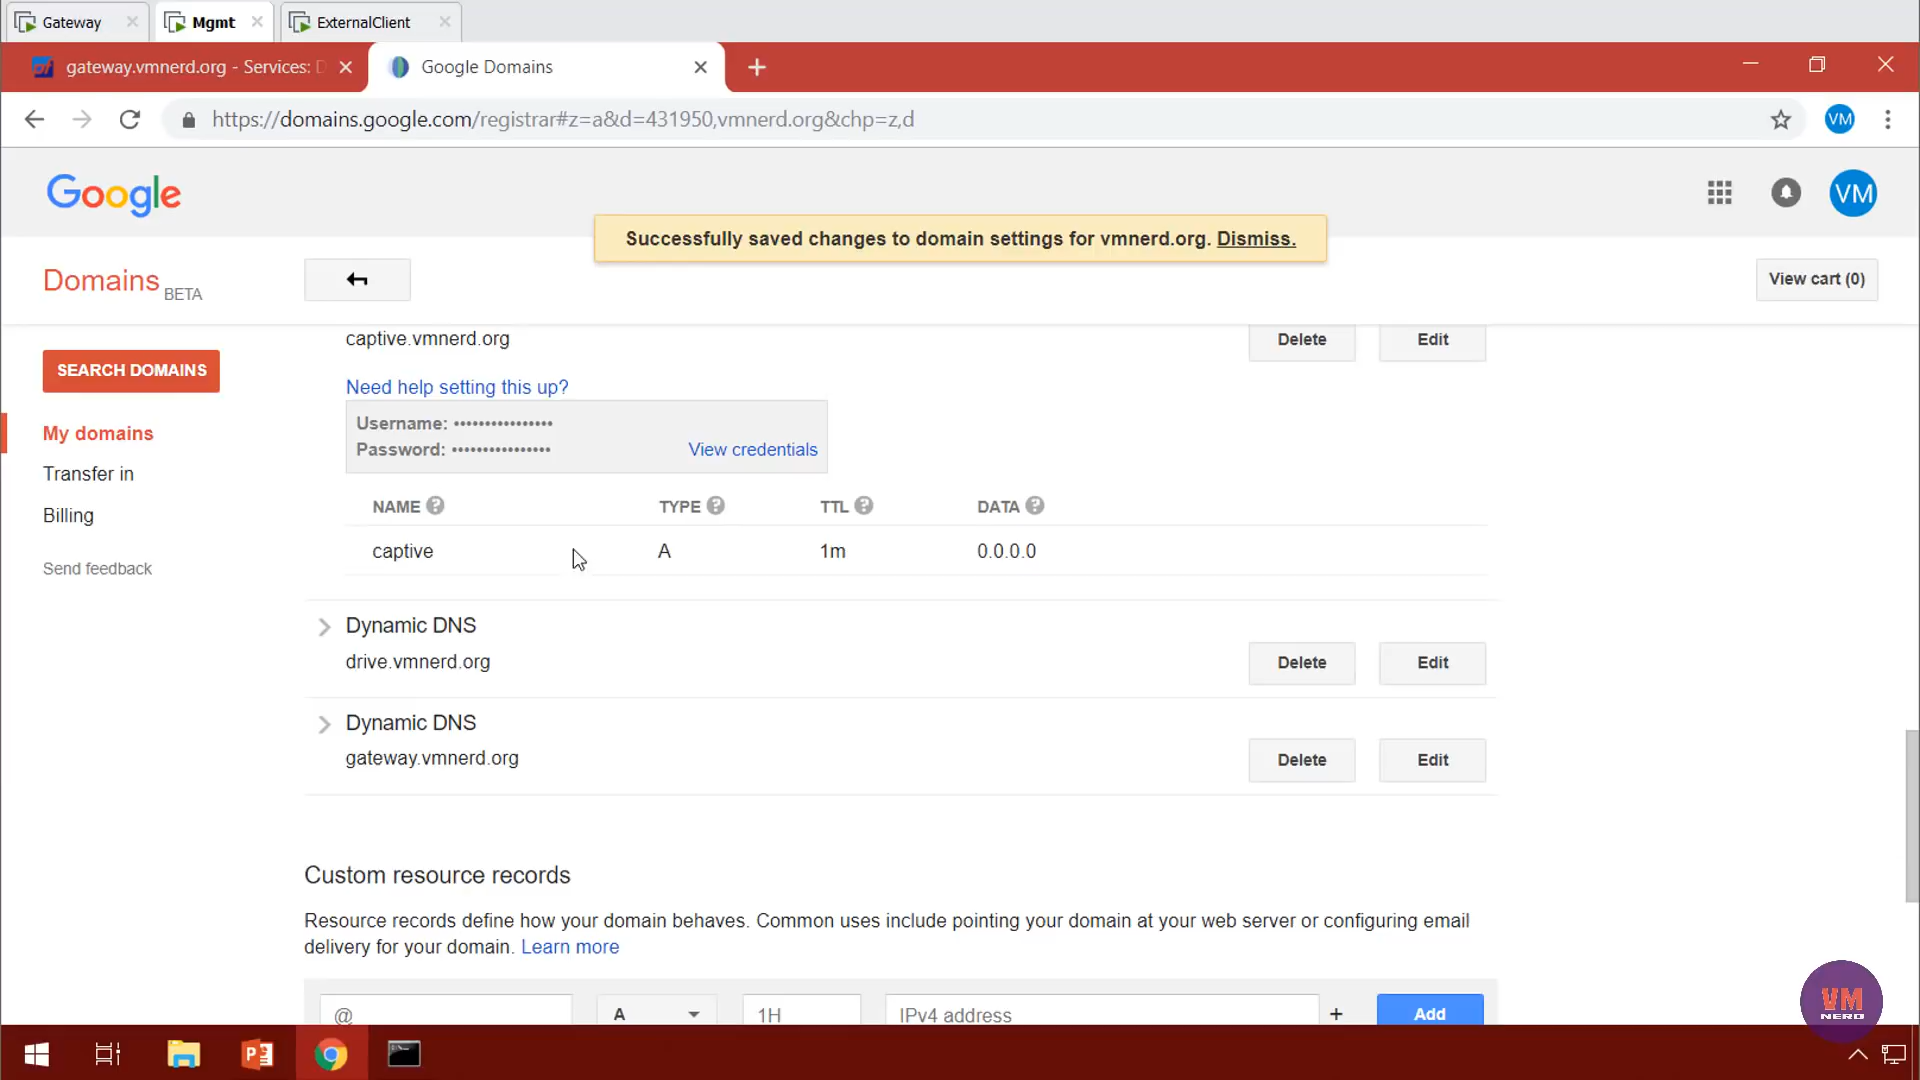 Gateway
Mgmt
ExternalClient
gateway.vmnerd.org - Services: D
Google Domains
https://domains.google.com/registrar#z=a&d=431950,vmnerd.org&chp=z,d
VM
Google
VM
Successfully saved changes to domain settings for vmnerd.org. Dismiss.
Domains BETA
View cart (0)
captive.vmnerd.org
Delete
Edit
SEARCH DOMAINS
Need help setting this up?
Username: ••••••••••••••••
Password: ••••••••••••••••
View credentials
My domains
Transfer in
Billing
Send feedback
NAME ? TYPE ? TTL ? DATA ?
captive A 1m 0.0.0.0
Dynamic DNS
drive.vmnerd.org
Delete
Edit
Dynamic DNS
gateway.vmnerd.org
Delete
Edit
Custom resource records
Resource records define how your domain behaves. Common uses include pointing your domain at your web server or configuring email
delivery for your domain. Learn more
@
A
1H
IPv4 address
+
Add
VM
NERD